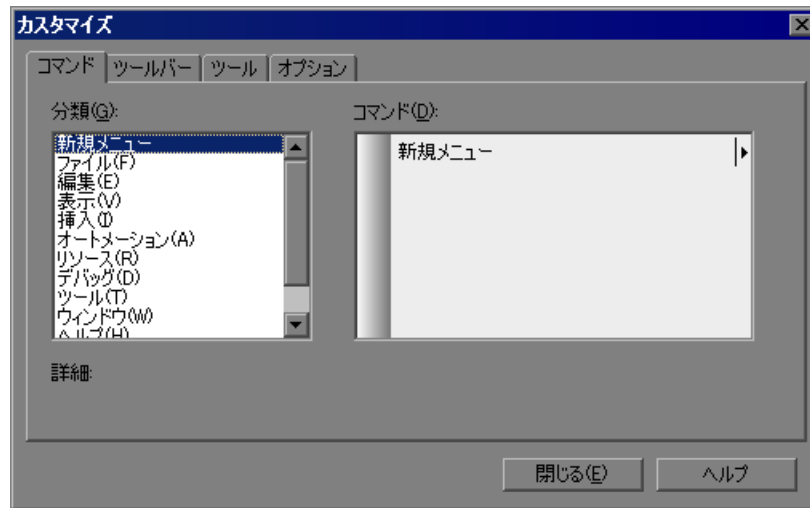 カスタマイズ
コマンド ツールバー ツール オプション
分類(G):
コマンド(D):
新規メニュー
ファイル(F)
編集(E)
表示(V)
挿入(I)
オートメーション(A)
リソース(R)
デバッグ(D)
ツール(T)
ウィンドウ(W)
ヘルプ(H)
新規メニュー
詳細:
閉じる(E) ヘルプ